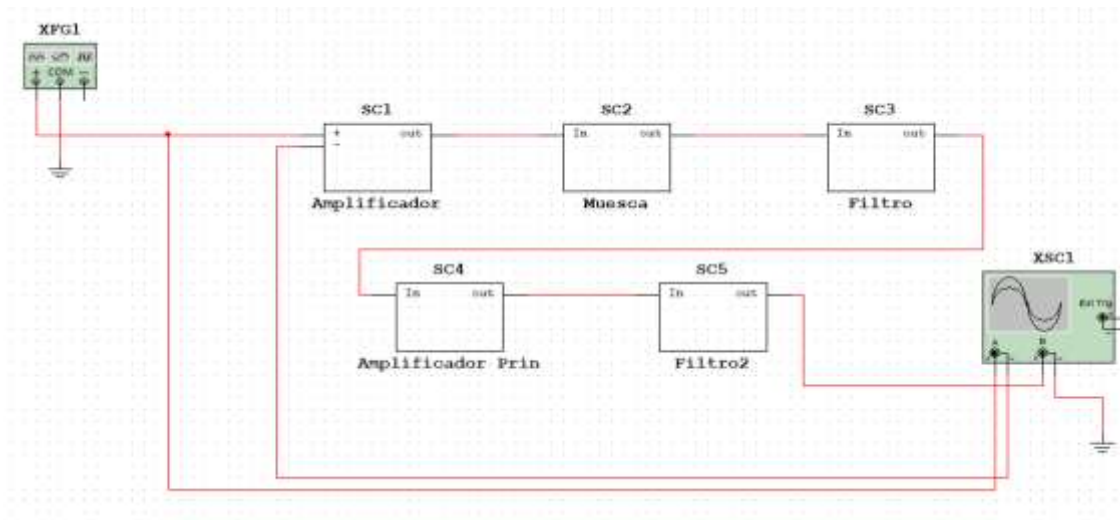 XFG1
COM
SC1
+ out
-
Amplificador
SC2
In out
Muesca
SC3
In out
Filtro
SC4
In out
Amplificador Prin
SC5
In out
Filtro2
XSC1
Ext Trig
A
B